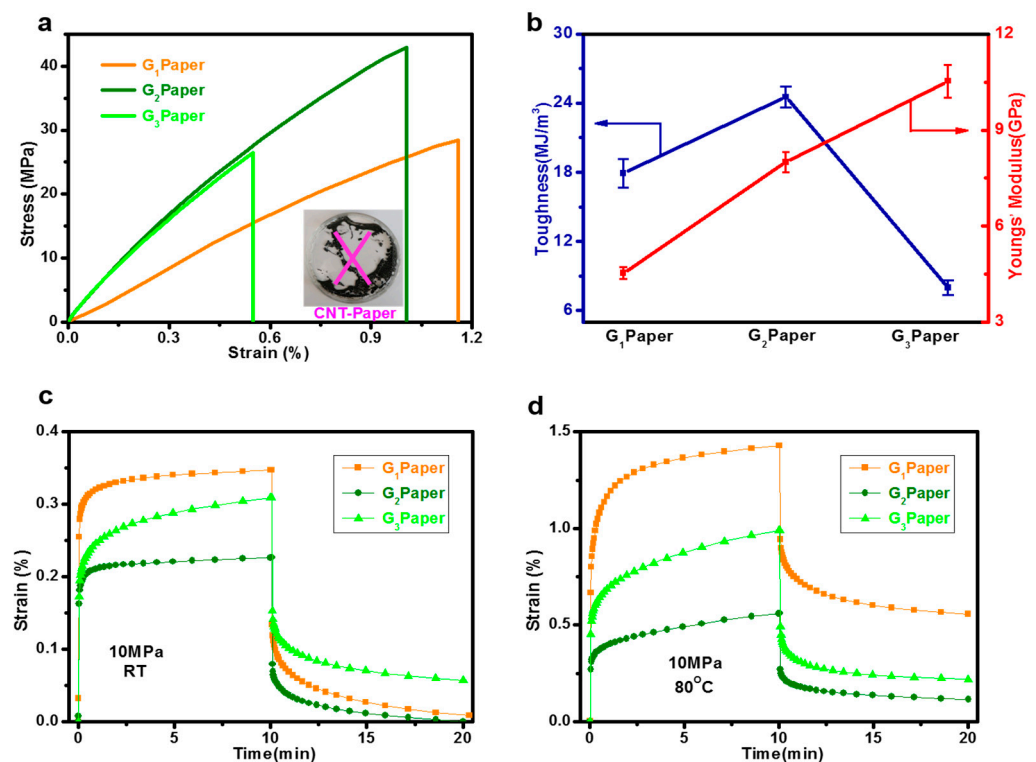 a
Stress (MPa)
40
30
20
10
0
G₁Paper
G₂Paper
G₃Paper
CNT-Paper
0.0 0.3 0.6 0.9 1.2
Strain (%)
b
Toughness(MJ/m³)
30
24
18
12
6
12
9
6
3
Youngs' Modulus(GPa)
G₁Paper G₂Paper G₃Paper
c
Strain (%)
0.4
0.3
0.2
0.1
0.0
G₁Paper
G₂Paper
G₃Paper
10MPa
RT
0 5 10 15 20
Time(min)
d
Strain (%)
1.5
1.0
0.5
0.0
G₁Paper
G₂Paper
G₃Paper
10MPa
80°C
0 5 10 15 20
Time(min)